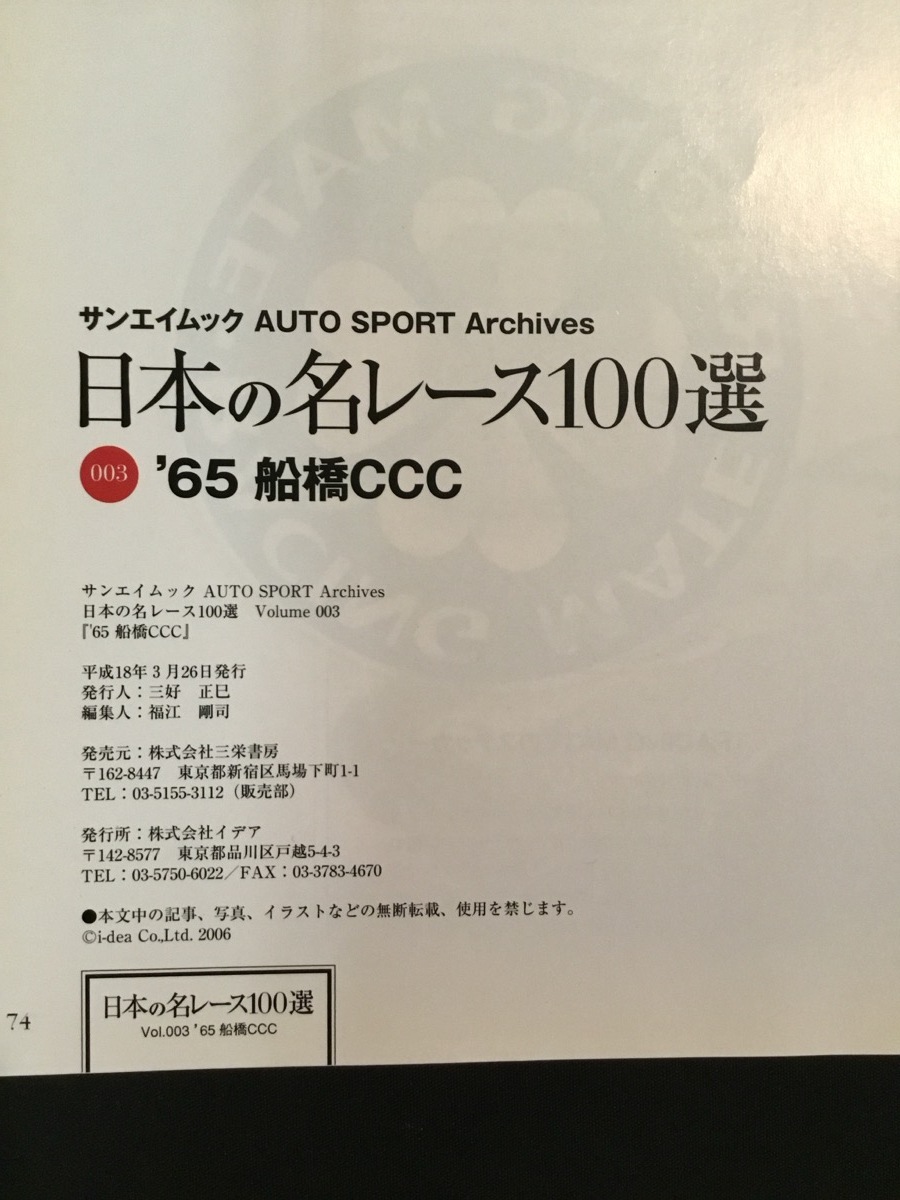 サンエイムック AUTO SPORT Archives
日本の名レース100選
003 ’65 船橋CCC
サンエイムック AUTO SPORT Archives
日本の名レース100選　Volume 003
『’65 船橋CCC』
平成18年３月26日発行
発行人：三好　正巳
編集人：福江　剛司
発売元：株式会社三栄書房
〒162-8447　東京都新宿区馬場下町1-1
TEL：03-5155-3112（販売部）
発行所：株式会社イデア
〒142-8577　東京都品川区戸越5-4-3
TEL：03-5750-6022／FAX：03-3783-4670
●本文中の記事、写真、イラストなどの無断転載、使用を禁じます。
©i-dea Co.,Ltd. 2006
日本の名レース100選
Vol.003 ’65 船橋CCC
74